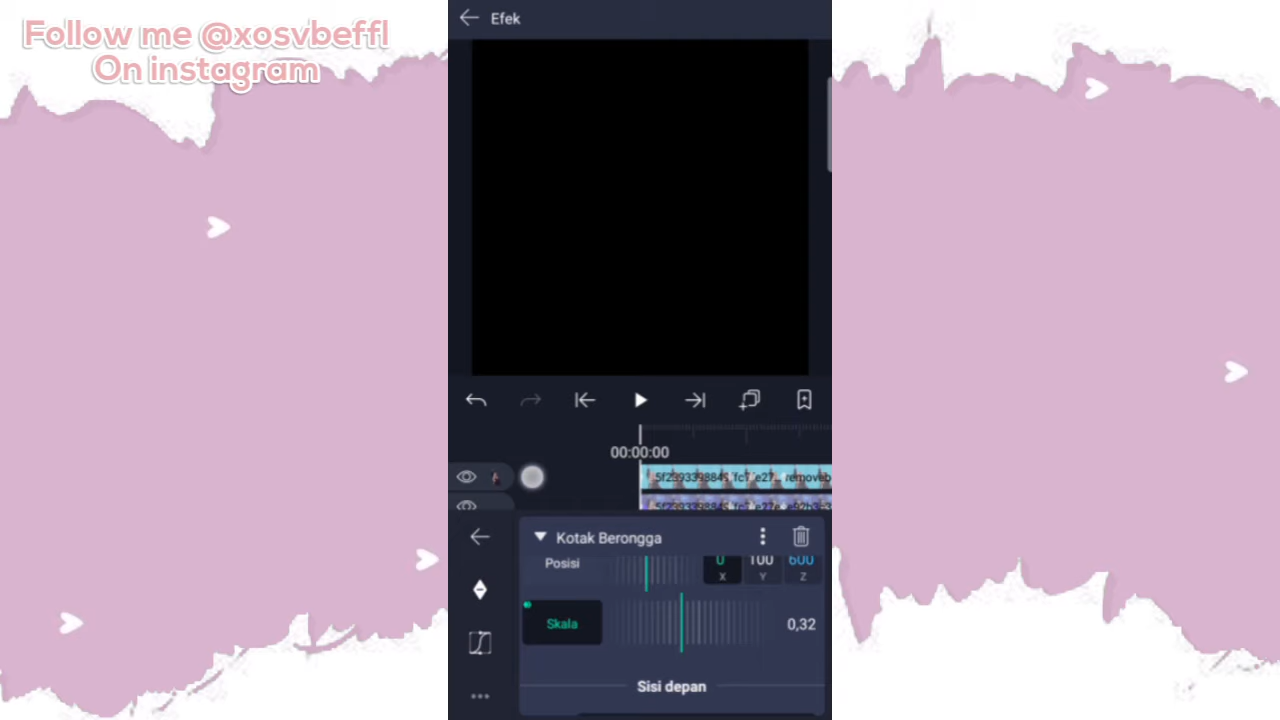 Follow me @xosvbeffl
On instagram
Efek
00:00:00
Kotak Berongga
Posisi 0 100 600
X Y Z
Skala 0,32
Sisi depan